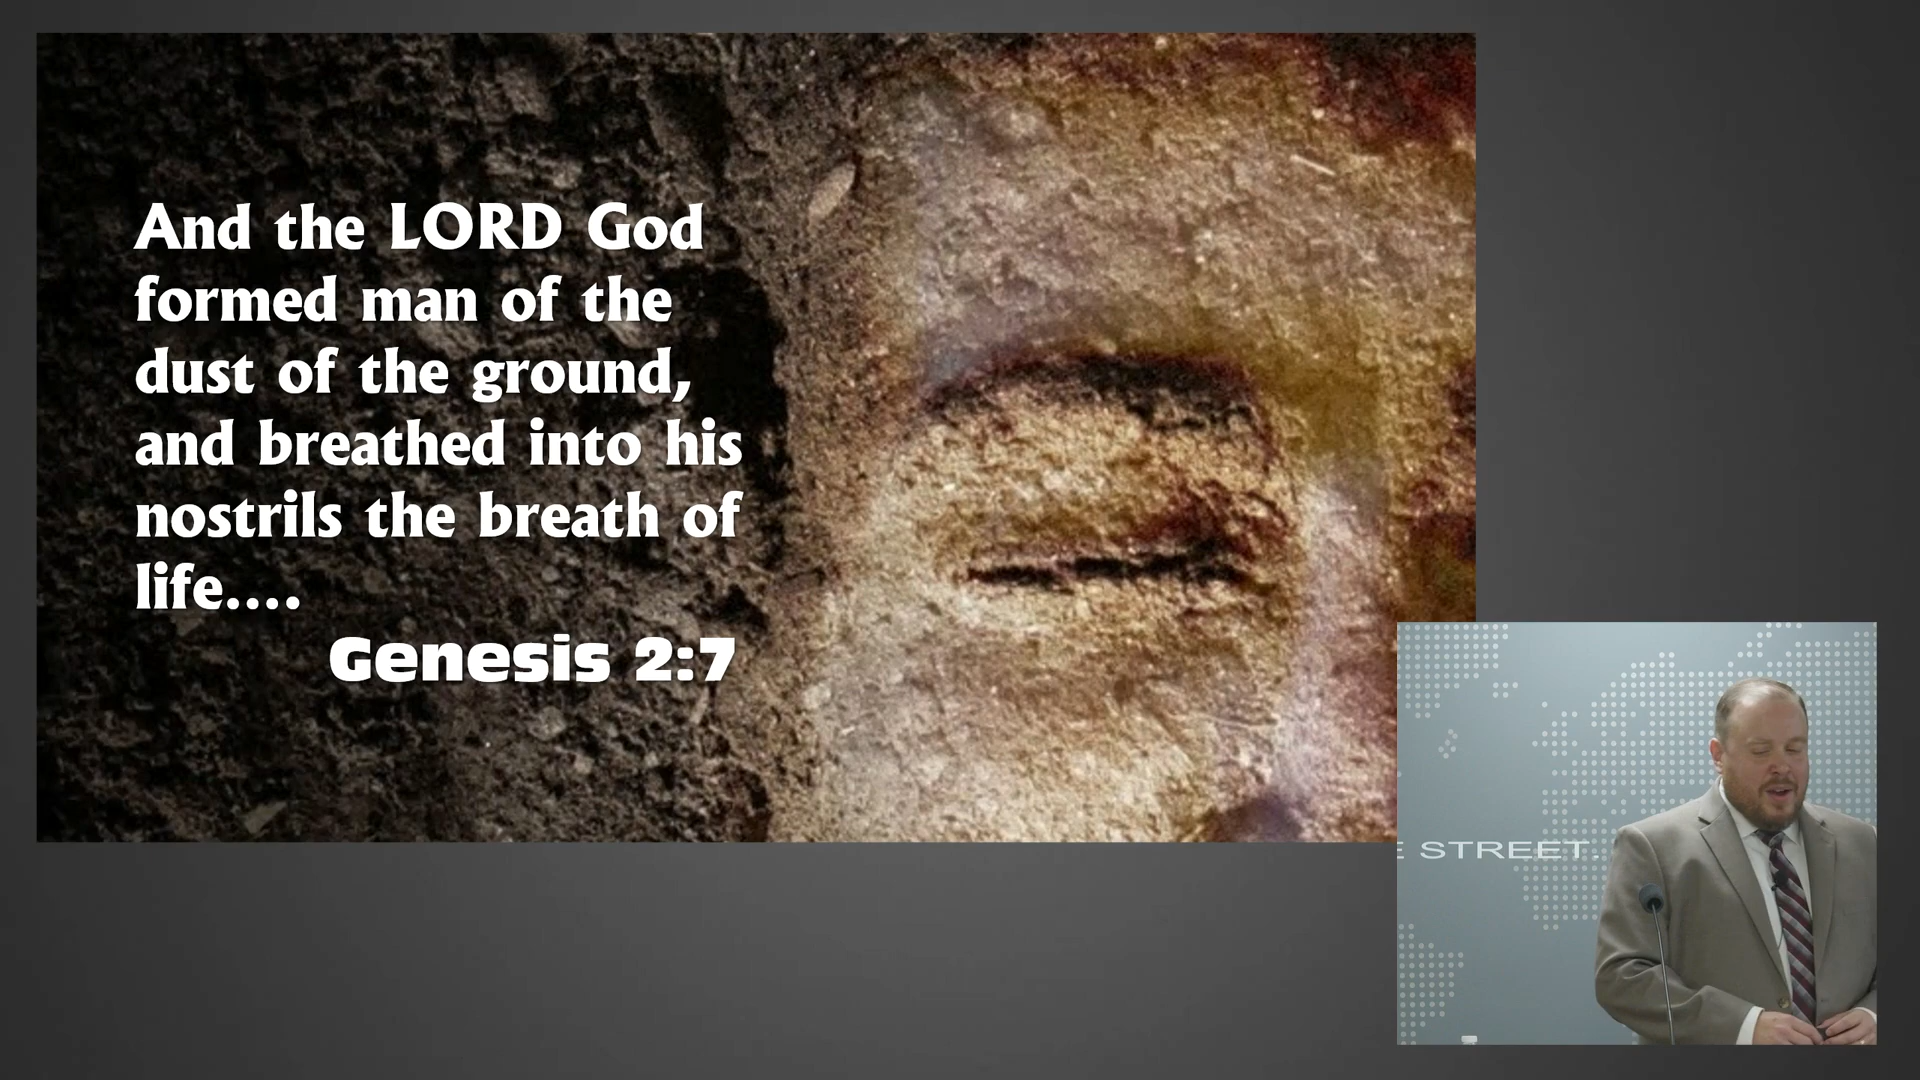 And the LORD God
formed man of the
dust of the ground,
and breathed into his
nostrils the breath of
life....
Genesis 2:7
STREET.